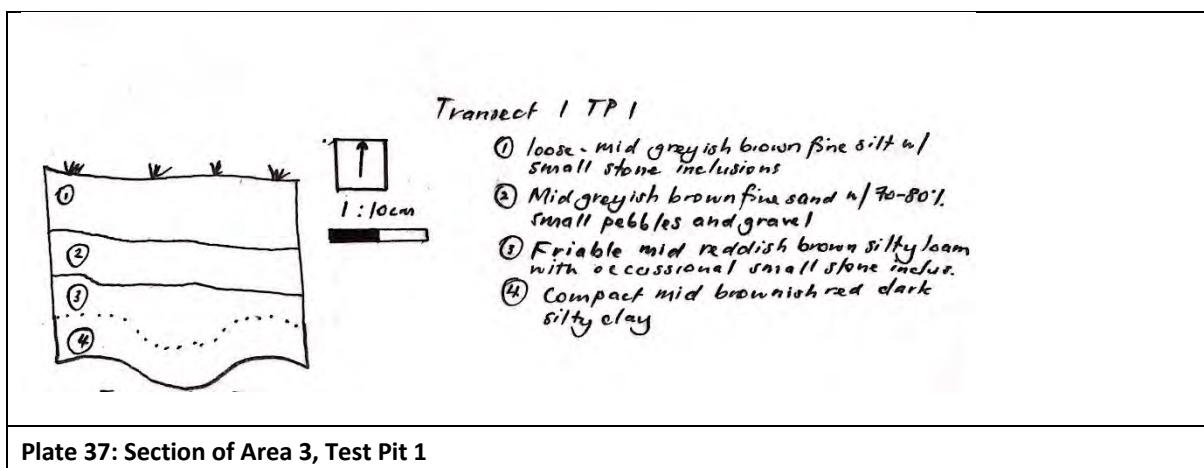 Transect 1 TP 1
① loose - mid greyish brown fine silt w/
small stone inclusions
② Mid greyish brown fine sand w/ 70-80%
small pebbles and gravel
③ Friable mid reddish brown silty loam
with occassional small stone inclus.
④ Compact mid brownish red dark
silty clay
1:10cm
①
②
③
④
Plate 37: Section of Area 3, Test Pit 1